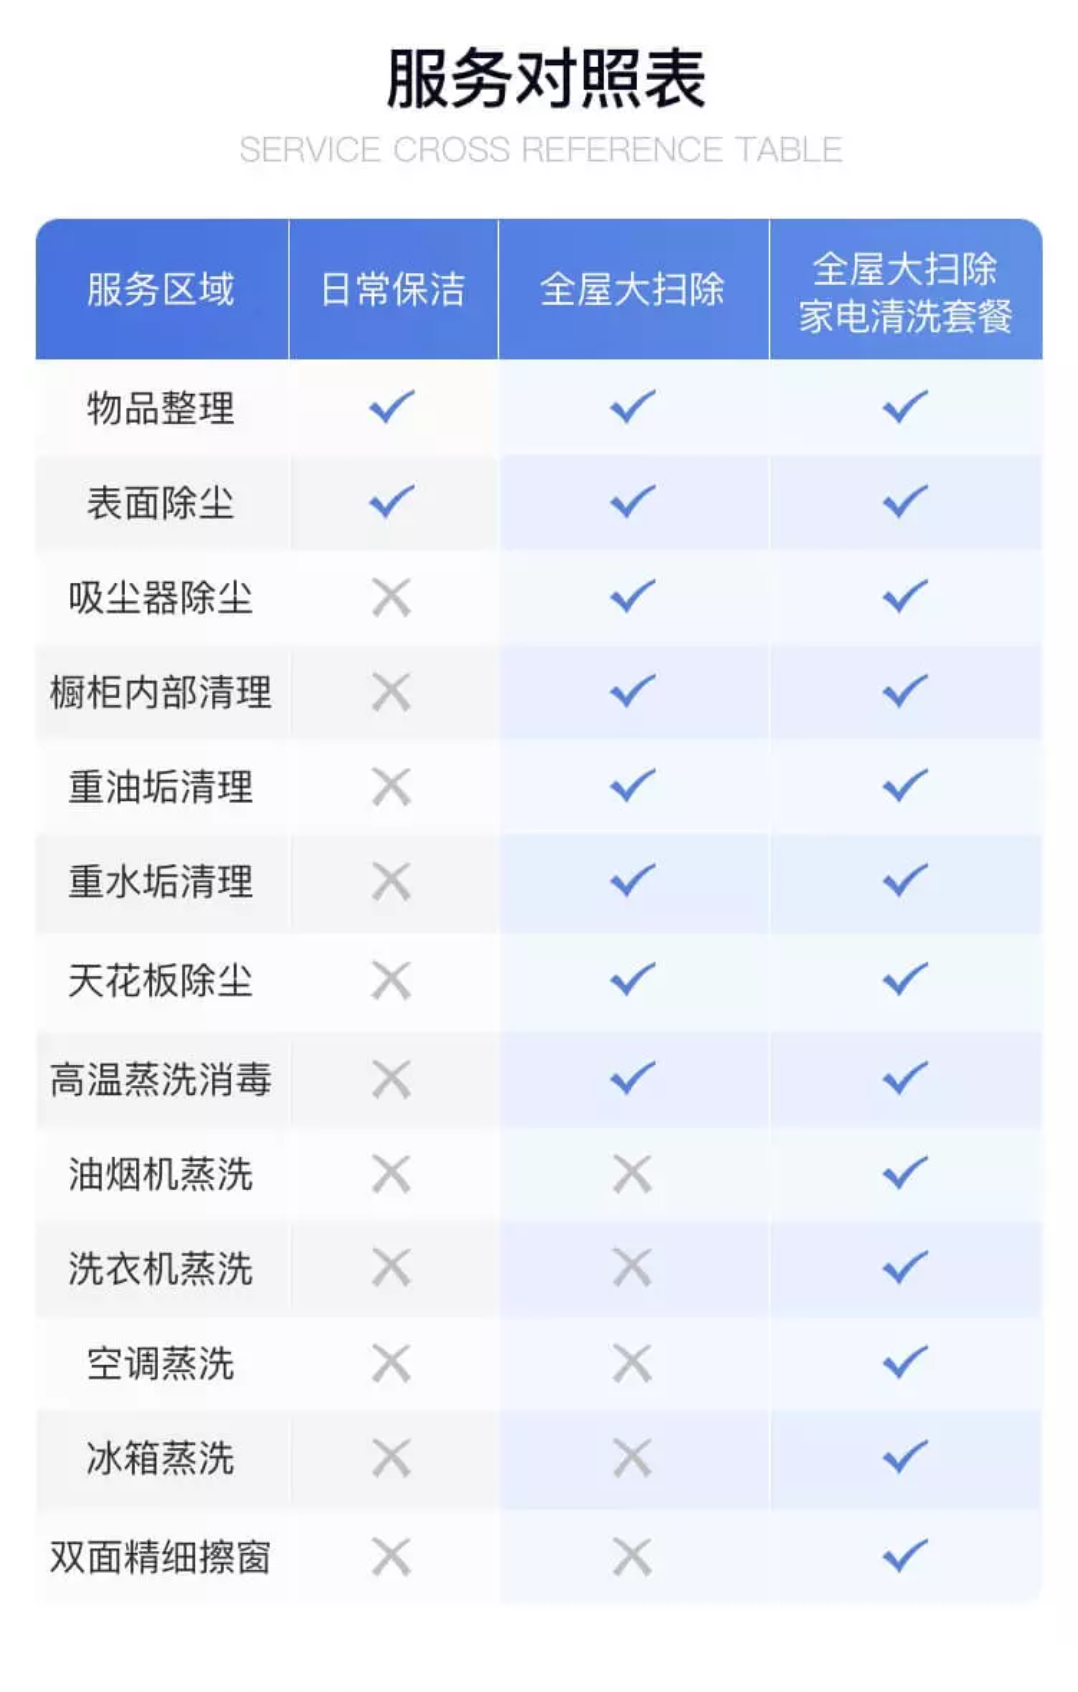 服务对照表
SERVICE CROSS REFERENCE TABLE
服务区域 日常保洁 全屋大扫除 全屋大扫除
家电清洗套餐
物品整理
表面除尘
吸尘器除尘
橱柜内部清理
重油垢清理
重水垢清理
天花板除尘
高温蒸洗消毒
油烟机蒸洗
洗衣机蒸洗
空调蒸洗
冰箱蒸洗
双面精细擦窗